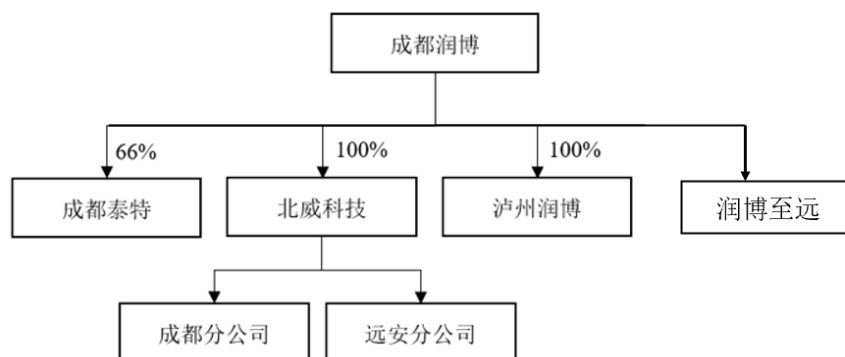 成都润博
66%
100%
100%
成都泰特
北威科技
泸州润博
润博至远
成都分公司
远安分公司